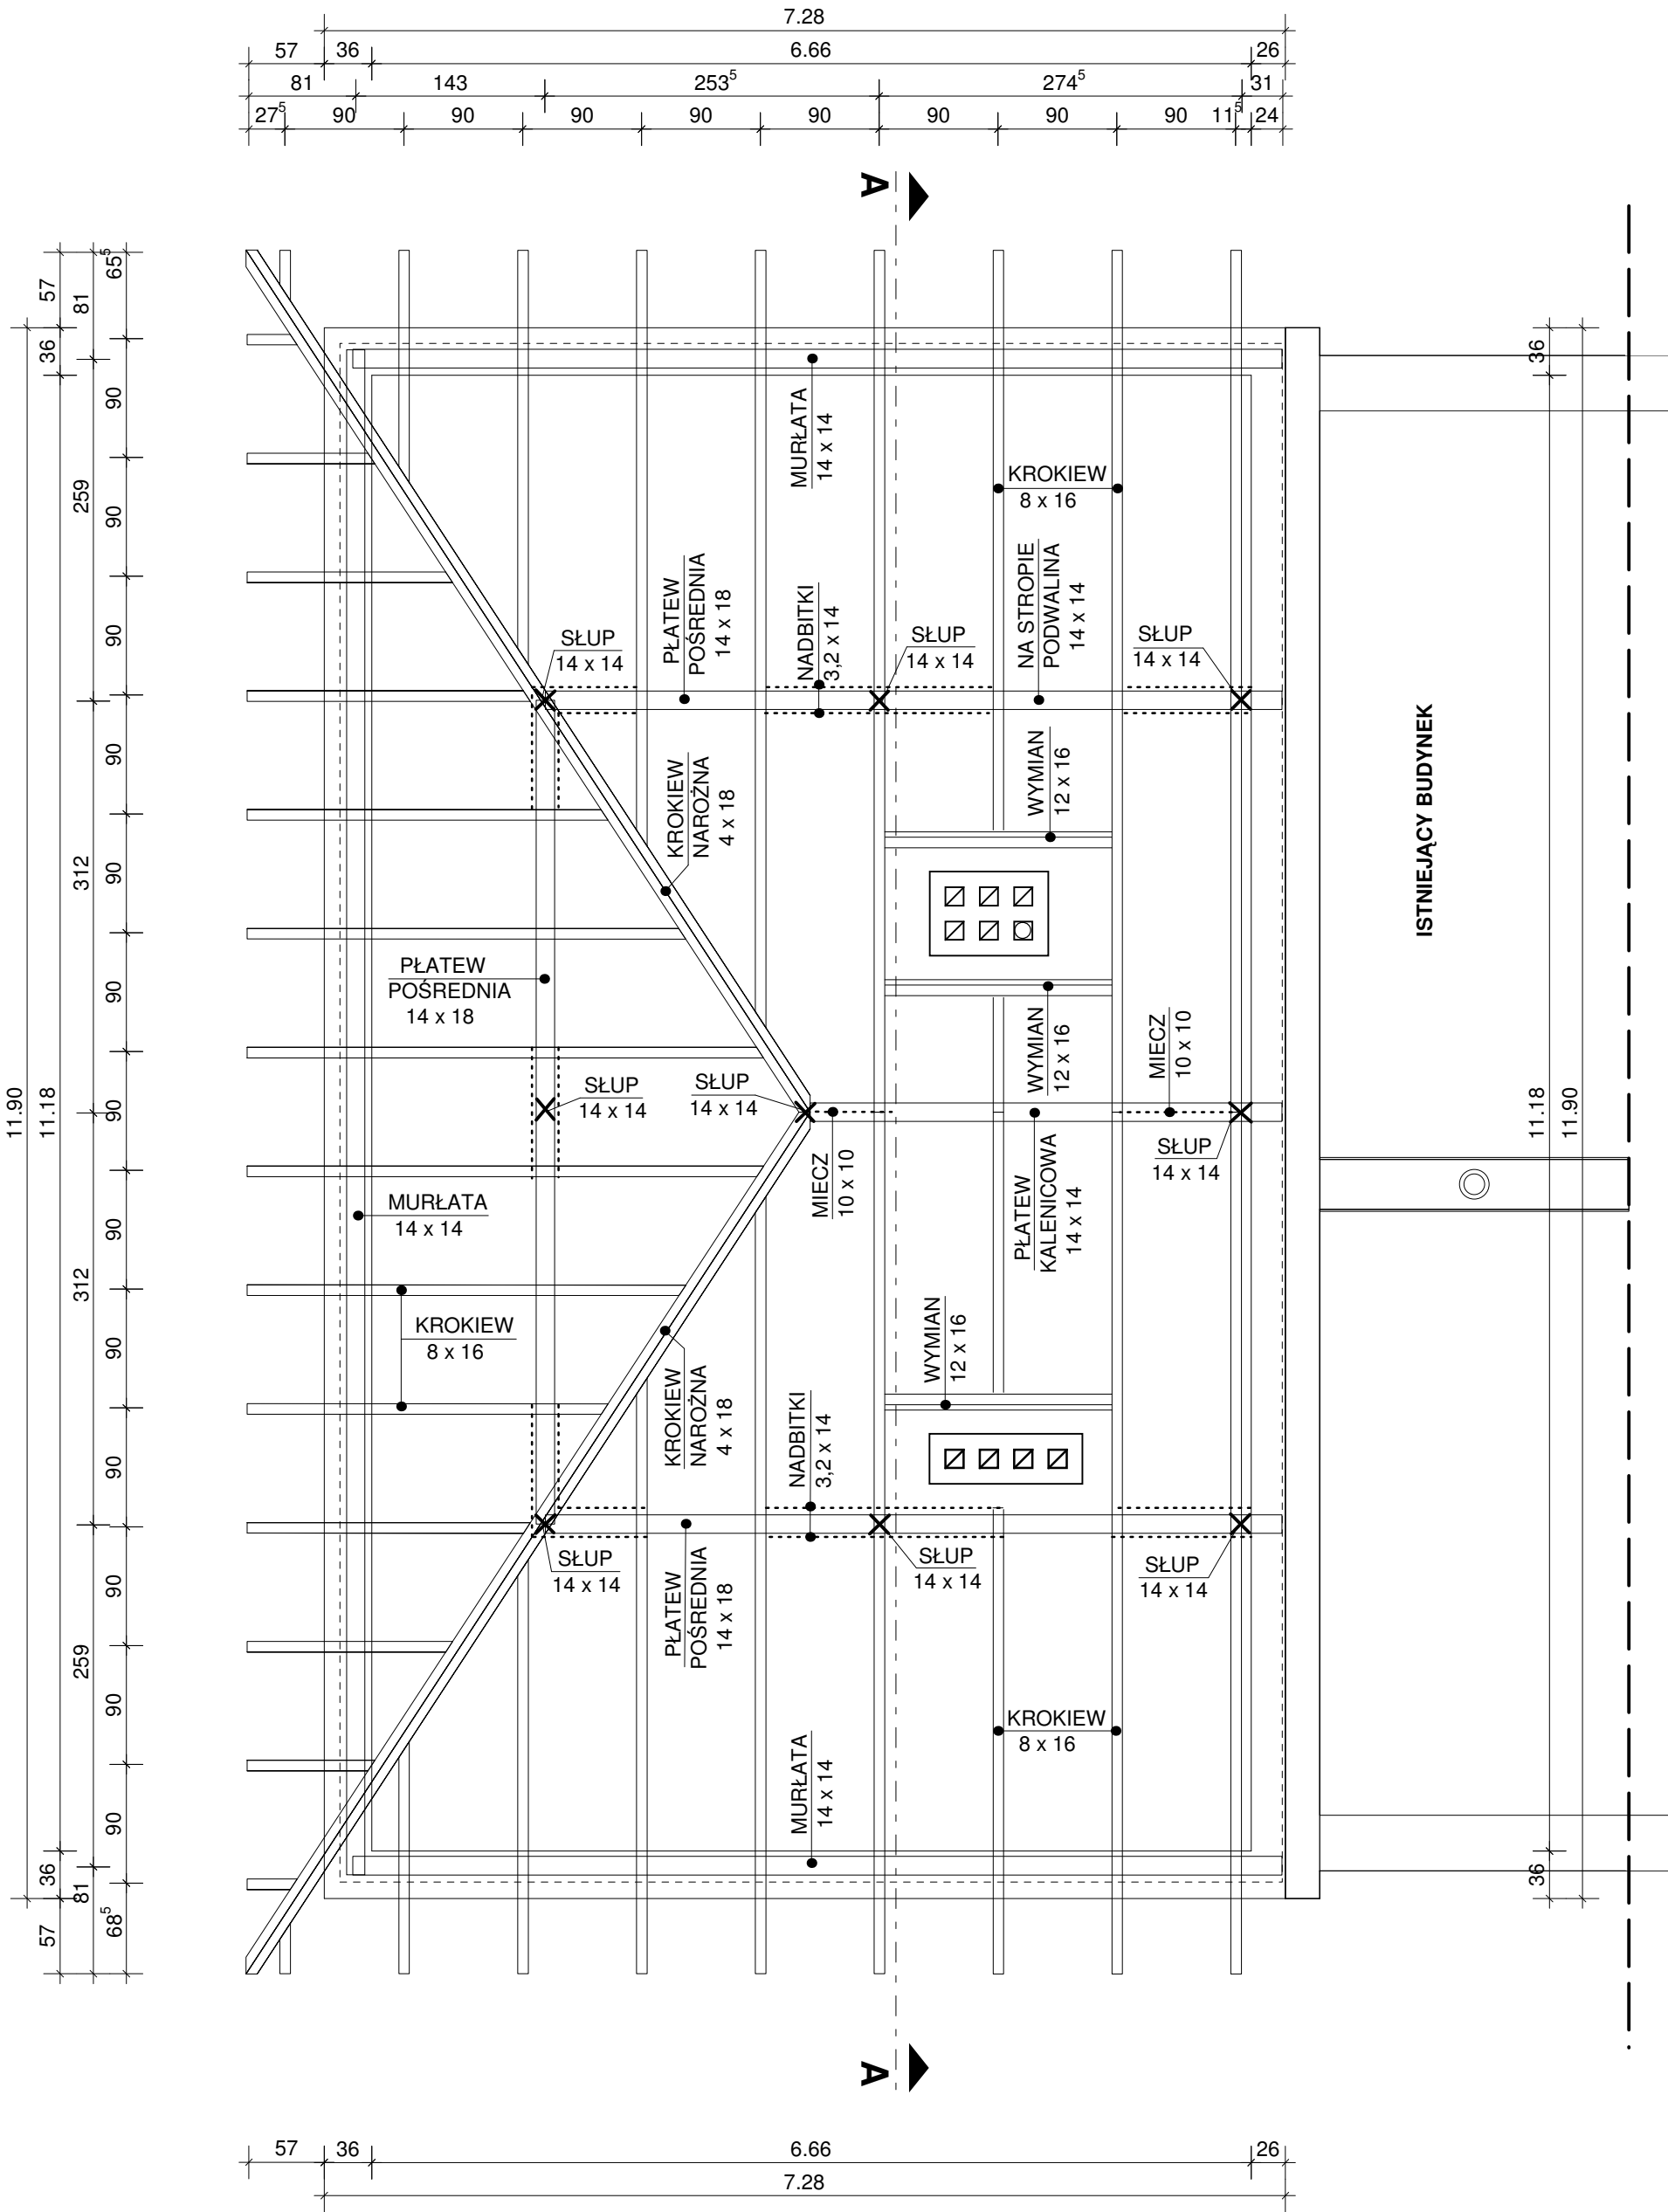 7.28
57 36 6.66 26
81 143 253⁵ 274⁵ 31
27⁵ 90 90 90 90 90 90 90 90 11⁵ 24
A
65⁵
57
81
36
90
259
90
90
90
312
90
90
90
11.90
11.18
90
90
90
312
90
90
90
259
90
90
36
81
57
68⁵
36
11.18
11.90
36
MURŁATA
14 x 14
KROKIEW
8 x 16
PŁATEW
POŚREDNIA
14 x 18
NADBITKI
3,2 x 14
NA STROPIE
PODWALINA
14 x 14
SŁUP
14 x 14
SŁUP
14 x 14
SŁUP
14 x 14
KROKIEW
NAROŻNA
4 x 18
WYMIAN
12 x 16
ISTNIEJĄCY BUDYNEK
PŁATEW
POŚREDNIA
14 x 18
WYMIAN
12 x 16
MIECZ
10 x 10
SŁUP
14 x 14
SŁUP
14 x 14
SŁUP
14 x 14
MIECZ
10 x 10
PŁATEW
KALENICOWA
14 x 14
MURŁATA
14 x 14
KROKIEW
8 x 16
WYMIAN
12 x 16
KROKIEW
NAROŻNA
4 x 18
NADBITKI
3,2 x 14
SŁUP
14 x 14
SŁUP
14 x 14
SŁUP
14 x 14
PŁATEW
POŚREDNIA
14 x 18
KROKIEW
8 x 16
MURŁATA
14 x 14
A
57 36 6.66 26
7.28